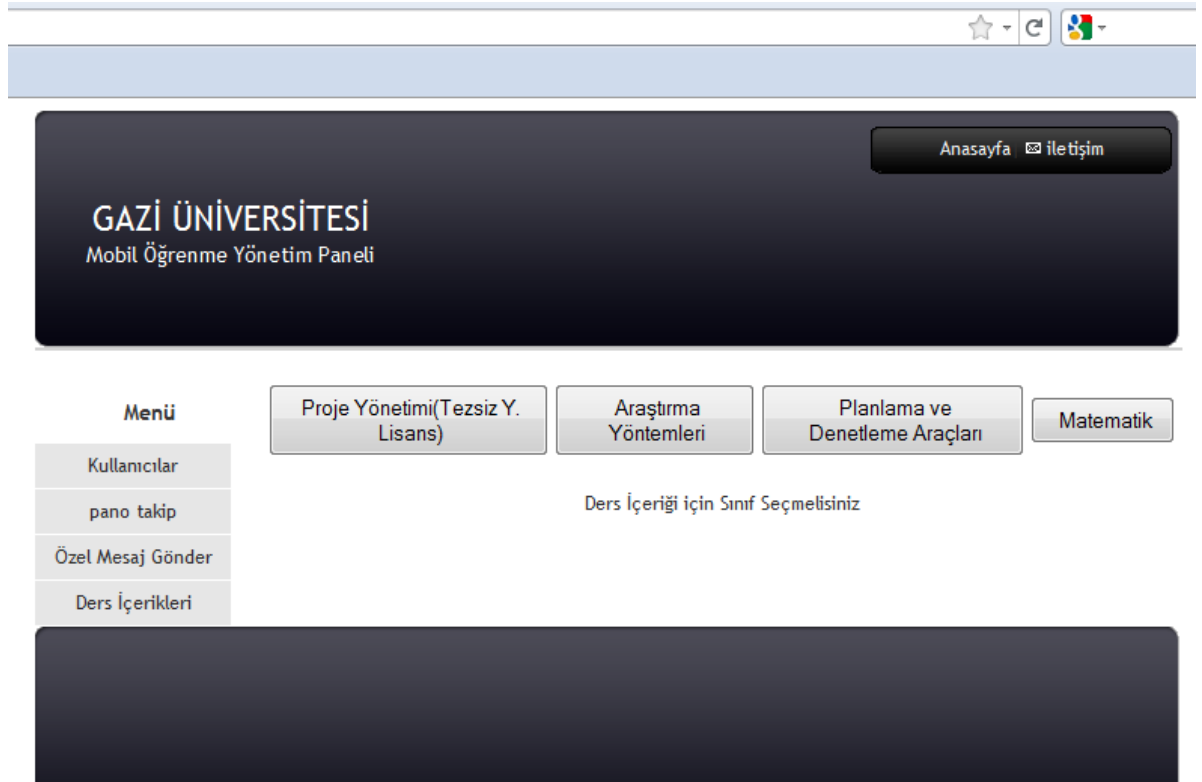 Anasayfa ✉ iletişim
GAZİ ÜNİVERSİTESİ
Mobil Öğrenme Yönetim Paneli
Menü
Kullanıcılar
pano takip
Özel Mesaj Gönder
Ders İçerikleri
Proje Yönetimi(Tezsiz Y.
Lisans)
Araştırma
Yöntemleri
Planlama ve
Denetleme Araçları
Matematik
Ders İçeriği için Sınıf Seçmelisiniz